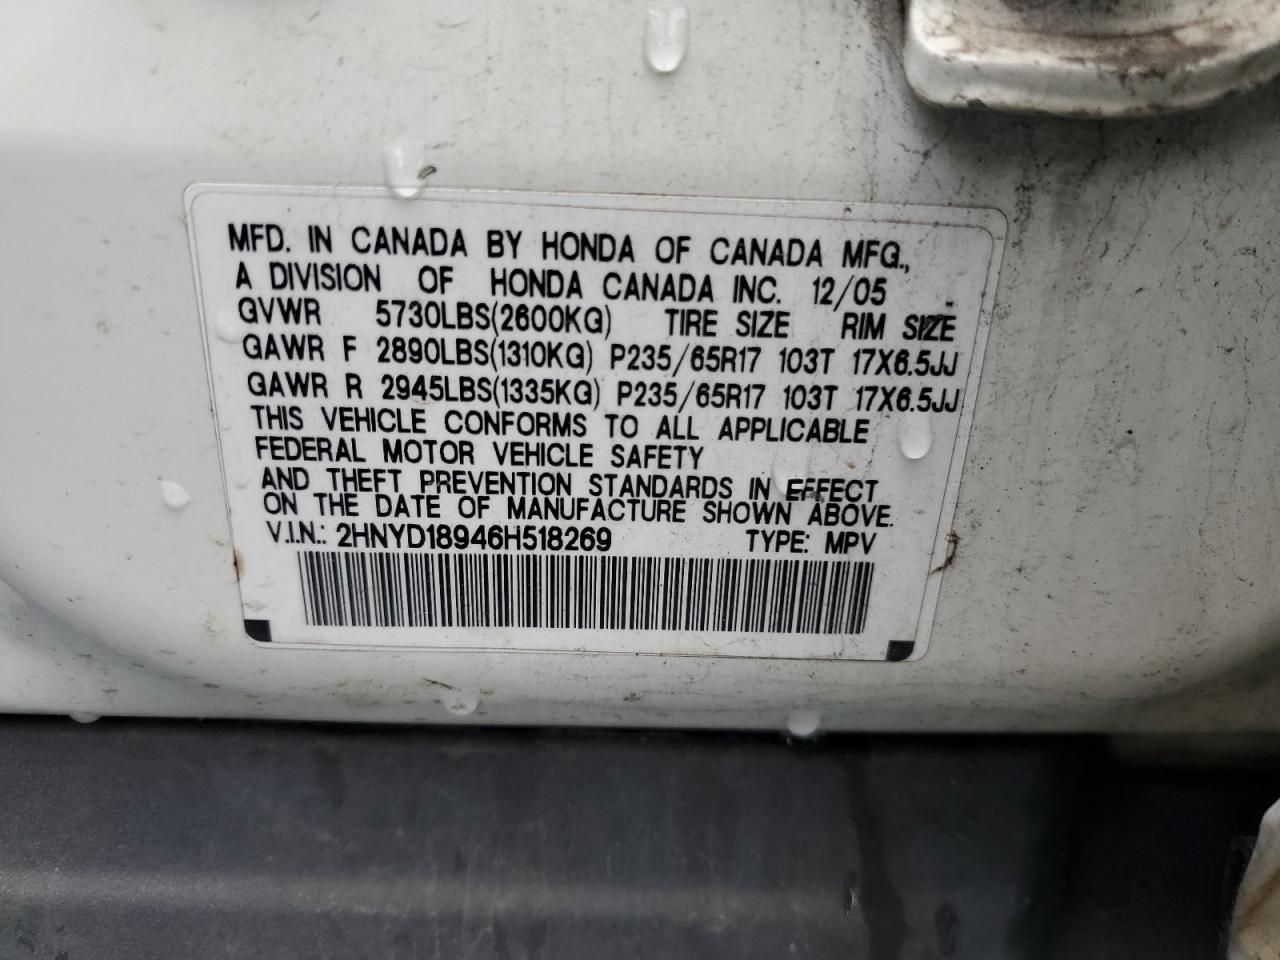 MFD. IN CANADA BY HONDA OF CANADA MFG.,
A DIVISION OF HONDA CANADA INC. 12/05
GVWR 5730LBS(2600KG) TIRE SIZE RIM SIZE
GAWR F 2890LBS(1310KG) P235/65R17 103T 17X6.5JJ
GAWR R 2945LBS(1335KG) P235/65R17 103T 17X6.5JJ
THIS VEHICLE CONFORMS TO ALL APPLICABLE
FEDERAL MOTOR VEHICLE SAFETY
AND THEFT PREVENTION STANDARDS IN EFFECT
ON THE DATE OF MANUFACTURE SHOWN ABOVE.
V.I.N.: 2HNYD18946H518269 TYPE: MPV